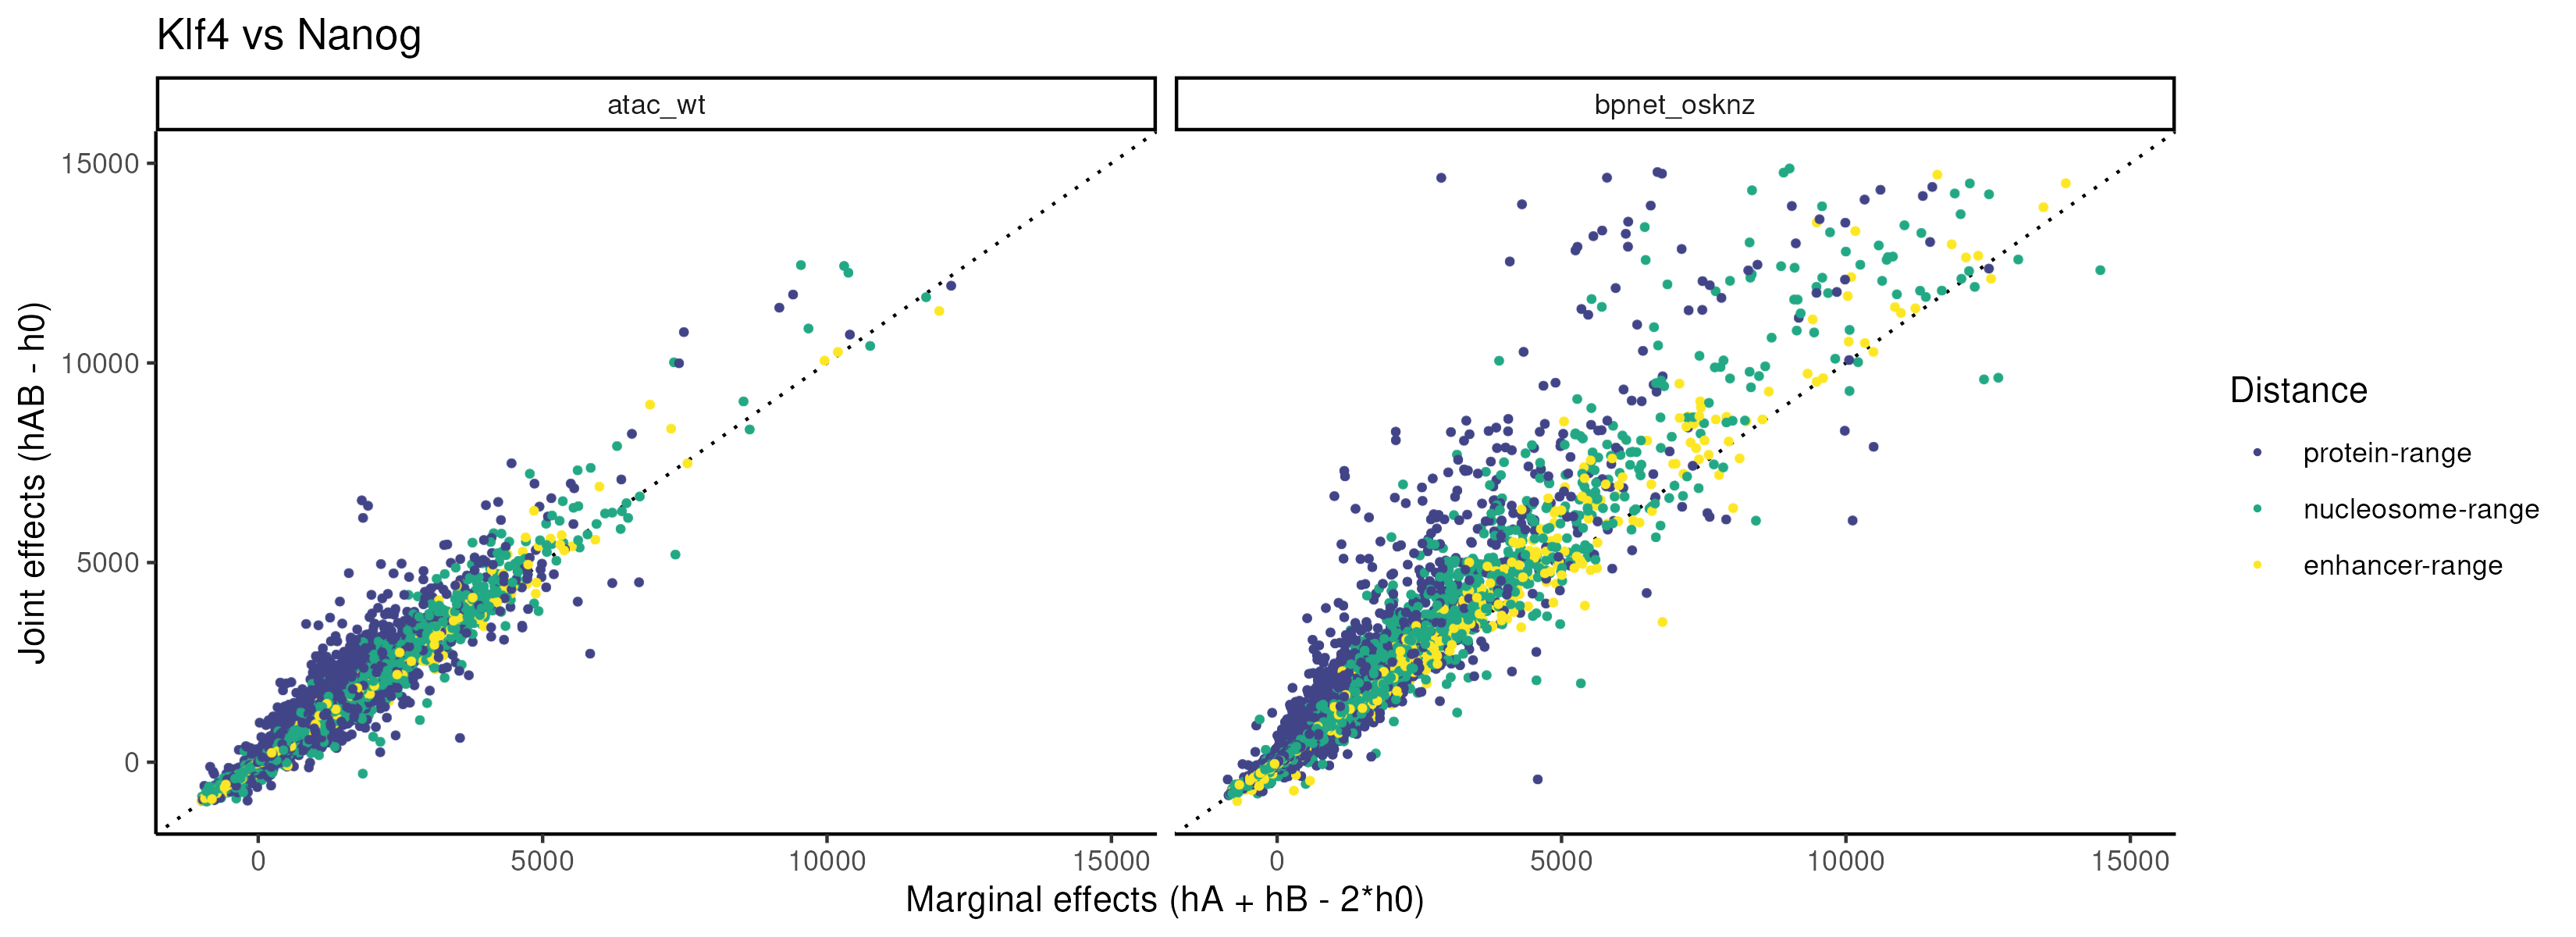 Klf4 vs Nanog
atac_wt
bpnet_osknz
Joint effects (hAB - h0)
15000
10000
5000
0
0
5000
10000
15000
0
5000
10000
15000
Marginal effects (hA + hB - 2*h0)
Distance
protein-range
nucleosome-range
enhancer-range